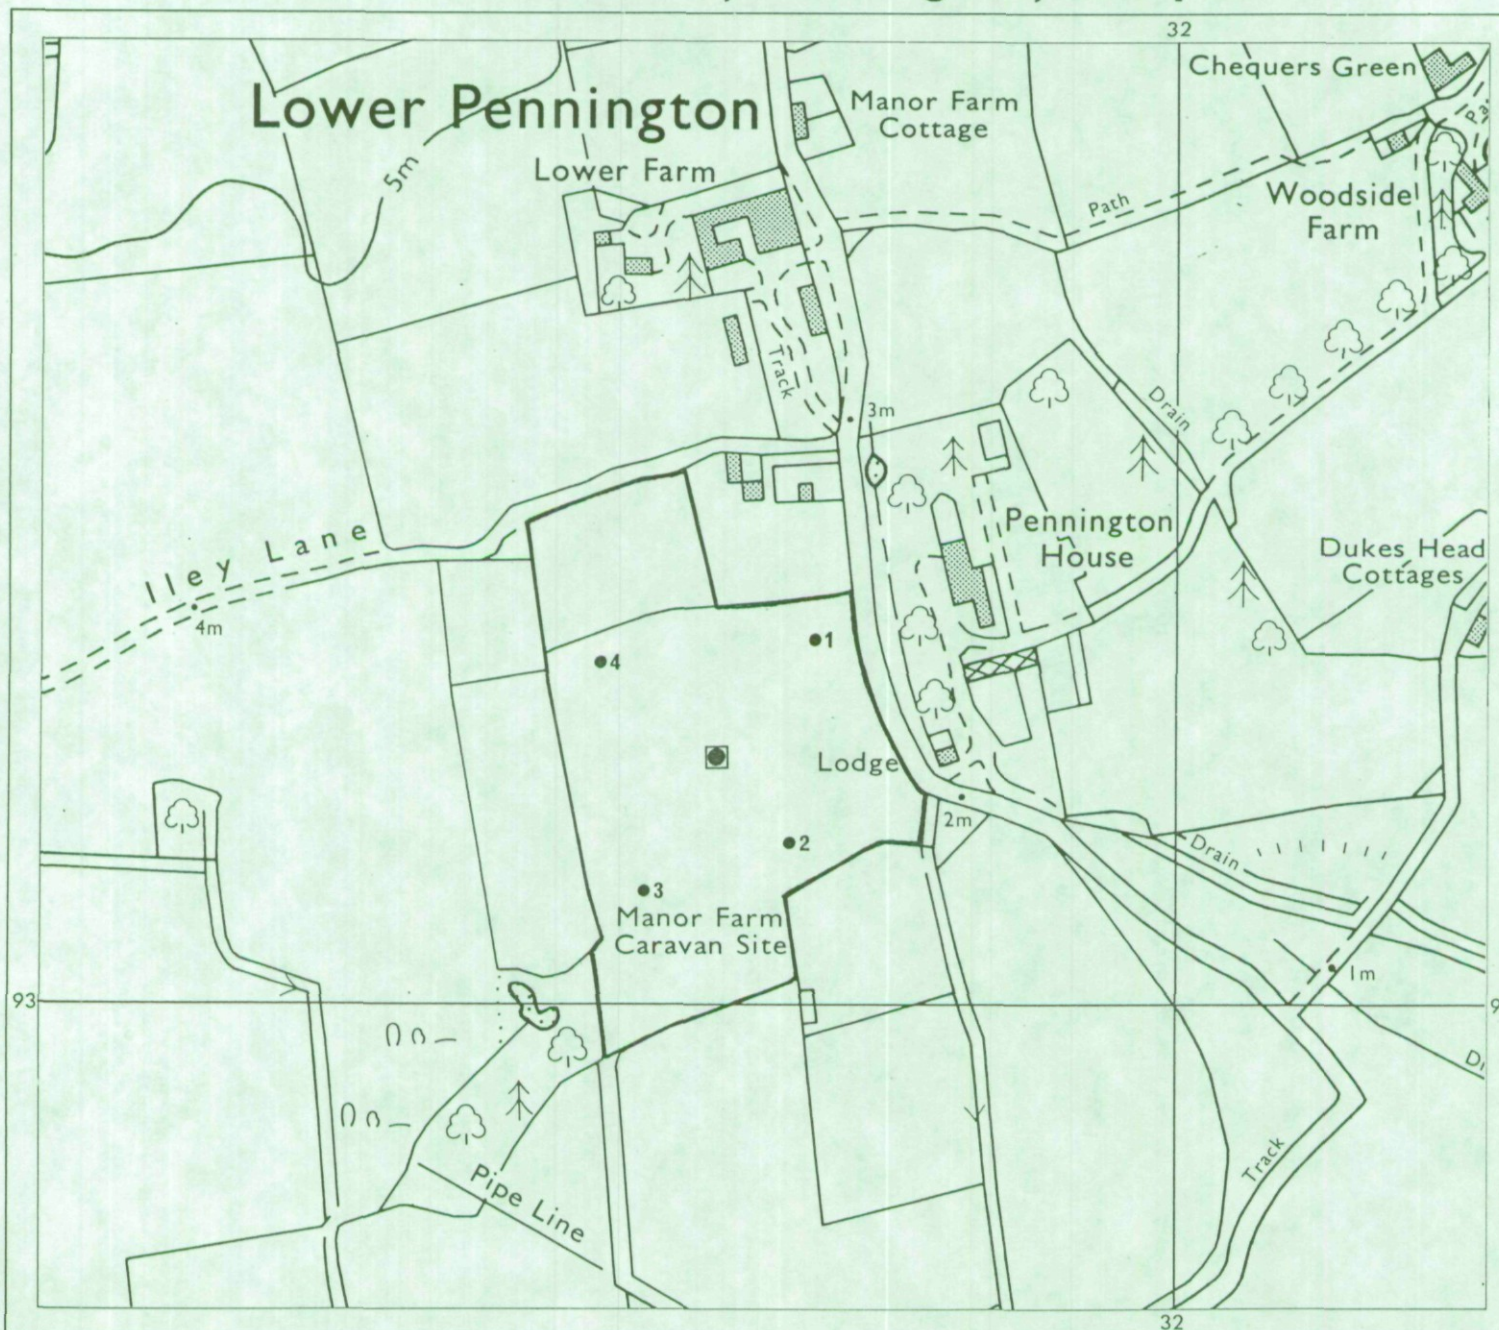 32
Chequers Green
Lower Pennington
Manor Farm
Cottage
Lower Farm
5m
Path
Woodside
Farm
Track
3m
Drain
Pennington
House
Iley Lane
Dukes Head
Cottages
4m
1
4
Lodge
2m
2
Drain
3
Manor Farm
Caravan Site
1m
93
9
Track
Pipe Line
32